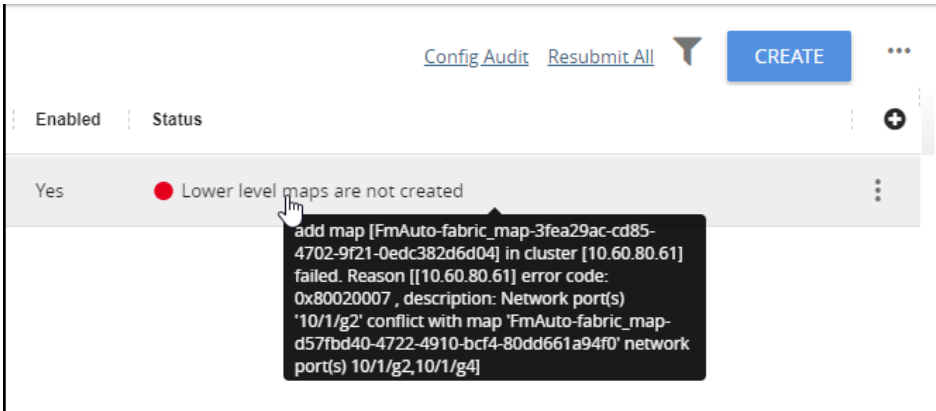 Config Audit Resubmit All CREATE
Enabled Status
Yes Lower level maps are not created
add map [FmAuto-fabric_map-3fea29ac-cd85-
4702-9f21-0edc382d6d04] in cluster [10.60.80.61]
failed. Reason [[10.60.80.61] error code:
0x80020007 , description: Network port(s)
'10/1/g2' conflict with map 'FmAuto-fabric_map-
d57fbd40-4722-4910-bcf4-80dd661a94f0' network
port(s) 10/1/g2,10/1/g4]